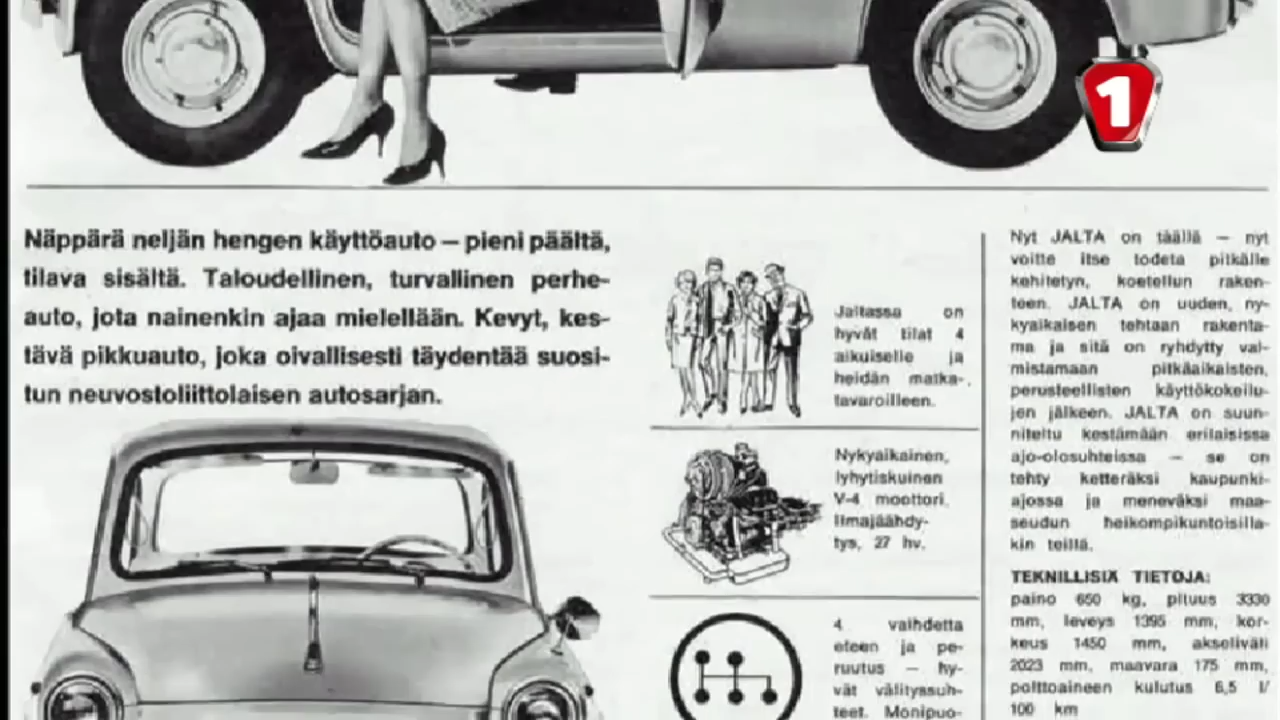 1
Näppärä neljän hengen käyttöauto – pieni päältä,
tilava sisältä. Taloudellinen, turvallinen perhe-
auto, jota nainenkin ajaa mielellään. Kevyt, kes-
tävä pikkuauto, joka oivallisesti täydentää suosi-
tun neuvostoliittolaisen autosarjan.
Jaltassa on
hyvät tilat 4
aikuiselle ja
heidän matka-
tavaroilleen.
Nykyaikainen,
lyhytiskuinen
V-4 moottori.
Ilmajäähdy-
tys, 27 hv.
4 vaihdetta
eteen ja pe-
ruutus – hy-
vät välityssuh-
teet. Monipuo-
Nyt JALTA on täällä – nyt
voitte itse todeta pitkälle
kehitetyn, koetellun raken-
teen. JALTA on uuden, ny-
kyaikaisen tehtaan rakenta-
ma ja sitä on ryhdytty val-
mistamaan pitkäaikaisten,
perusteellisten käyttökokeilu-
jen jälkeen. JALTA on suun-
niteltu kestämään erilaisissa
ajo-olosuhteissa – se on
tehty ketteräksi kaupunki-
ajossa ja meneväksi maa-
seudun heikompikuntoisilla-
kin teillä.
TEKNILLISIÄ TIETOJA:
paino 650 kg, pituus 3330
mm, leveys 1395 mm, kor-
keus 1450 mm, akseliväli
2023 mm, maavara 175 mm,
polttoaineen kulutus 6,5 l/
100 km